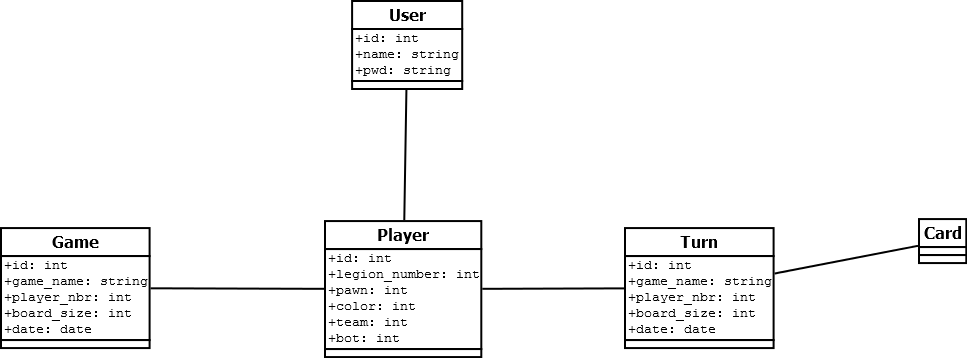 User
+id: int
+name: string
+pwd: string
Game
+id: int
+game_name: string
+player_nbr: int
+board_size: int
+date: date
Player
+id: int
+legion_number: int
+pawn: int
+color: int
+team: int
+bot: int
Turn
+id: int
+game_name: string
+player_nbr: int
+board_size: int
+date: date
Card